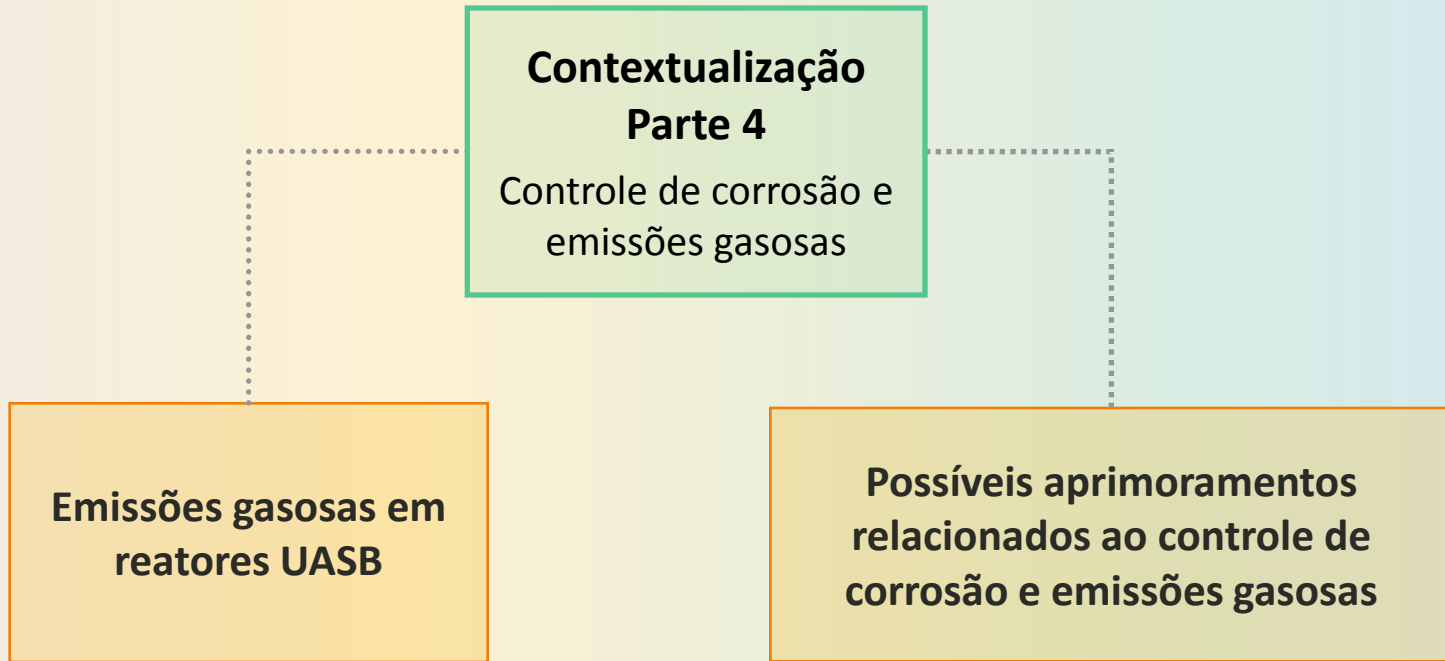 Contextualização
Parte 4
Controle de corrosão e
emissões gasosas
Emissões gasosas em
reatores UASB
Possíveis aprimoramentos
relacionados ao controle de
corrosão e emissões gasosas